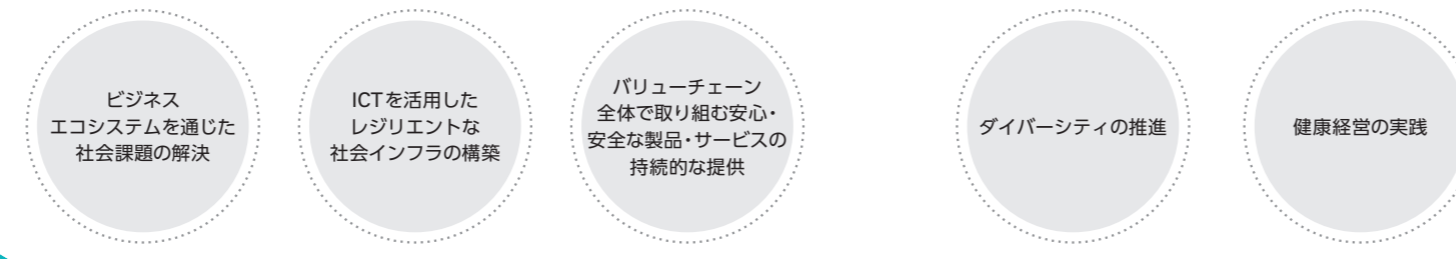 ビジネス
エコシステムを通じた
社会課題の解決
ICTを活用した
レジリエントな
社会インフラの構築
バリューチェーン
全体で取り組む安心・
安全な製品・サービスの
持続的な提供
ダイバーシティの推進
健康経営の実践